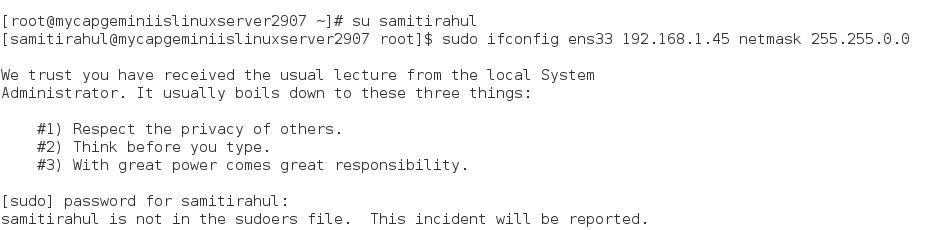 [root@mycapgeminiislinuxserver2907 ~]# su samitirahul
[samitirahul@mycapgeminiislinuxserver2907 root]$ sudo ifconfig ens33 192.168.1.45 netmask 255.255.0.0
We trust you have received the usual lecture from the local System
Administrator. It usually boils down to these three things:
#1) Respect the privacy of others.
#2) Think before you type.
#3) With great power comes great responsibility.
[sudo] password for samitirahul:
samitirahul is not in the sudoers file.  This incident will be reported.